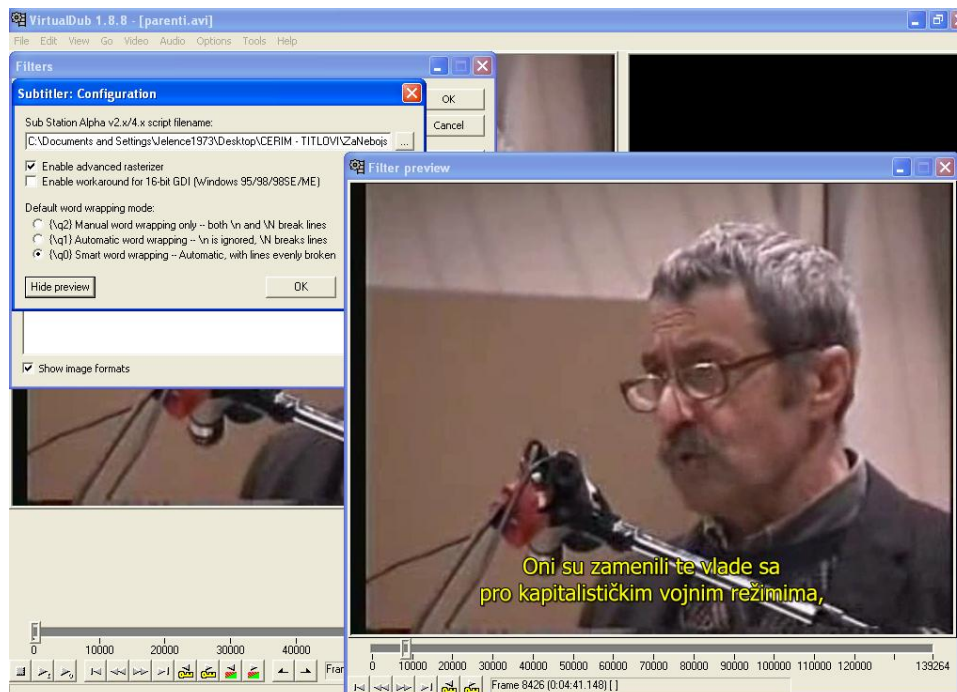 VirtualDub 1.8.8 - [parenti.avi]
File Edit View Go Video Audio Options Tools Help
Filters
OK
Cancel
Subtitler: Configuration
Sub Station Alpha v2.x/4.x script filename:
C:\Documents and Settings\Jelence1973\Desktop\CERIM - TITLOVI\ZaNebojs
...
Enable advanced rasterizer
Enable workaround for 16-bit GDI (Windows 95/98/98SE/ME)
Default word wrapping mode:
{\q2} Manual word wrapping only -- both \n and \N break lines
{\q1} Automatic word wrapping -- \n is ignored, \N breaks lines
{\q0} Smart word wrapping -- Automatic, with lines evenly broken
Hide preview
OK
Show image formats
Filter preview
Oni su zamenili te vlade sa
pro kapitalističkim vojnim režimima,
0 10000 20000 30000 40000
Fran
0 10000 20000 30000 40000 50000 60000 70000 80000 90000 100000 110000 120000 139264
Frame 8426 (0:04:41.148) [ ]